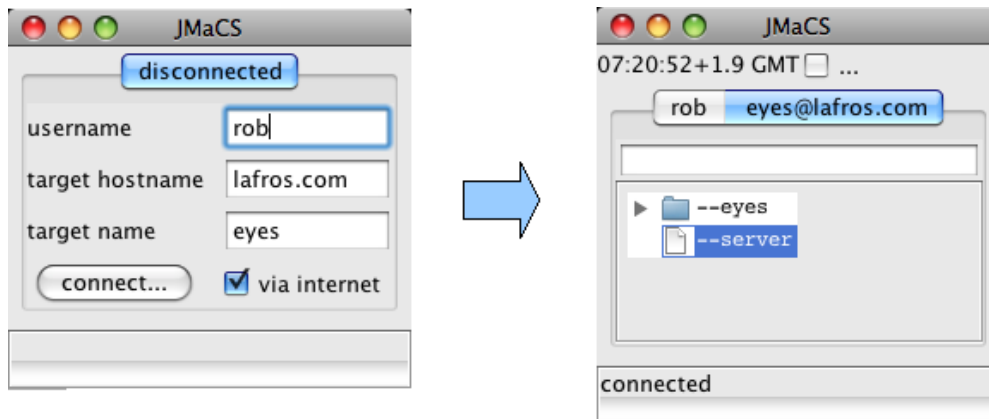 JMaCS
disconnected
username rob
target hostname lafros.com
target name eyes
connect... via internet
JMaCS
07:20:52+1.9 GMT ...
rob eyes@lafros.com
--eyes
--server
connected